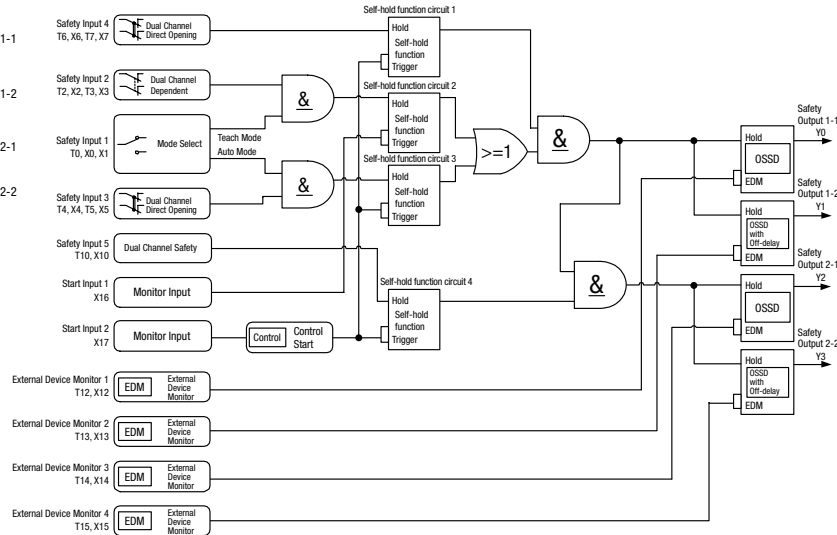 1-1
1-2
2-1
2-2
Safety Input 4
T6, X6, T7, X7
Dual Channel
Direct Opening
Safety Input 2
T2, X2, T3, X3
Dual Channel
Dependent
Safety Input 1
T0, X0, X1
Mode Select
Teach Mode
Auto Mode
Safety Input 3
T4, X4, T5, X5
Dual Channel
Direct Opening
Safety Input 5
T10, X10
Dual Channel Safety
Start Input 1
X16
Monitor Input
Start Input 2
X17
Monitor Input
Control
Control
Start
External Device Monitor 1
T12, X12
EDM
External
Device
Monitor
External Device Monitor 2
T13, X13
EDM
External
Device
Monitor
External Device Monitor 3
T14, X14
EDM
External
Device
Monitor
External Device Monitor 4
T15, X15
EDM
External
Device
Monitor
&
&
Self-hold function circuit 1
Hold
Self-hold
function
Trigger
Self-hold function circuit 2
Hold
Self-hold
function
Trigger
Self-hold function circuit 3
Hold
Self-hold
function
Trigger
Self-hold function circuit 4
Hold
Self-hold
function
Trigger
>=1
&
&
Safety
Output 1-1
Y0
Hold
OSSD
EDM
Safety
Output 1-2
Y1
Hold
OSSD
with
Off-delay
EDM
Safety
Output 2-1
Y2
Hold
OSSD
EDM
Safety
Output 2-2
Y3
Hold
OSSD
with
Off-delay
EDM